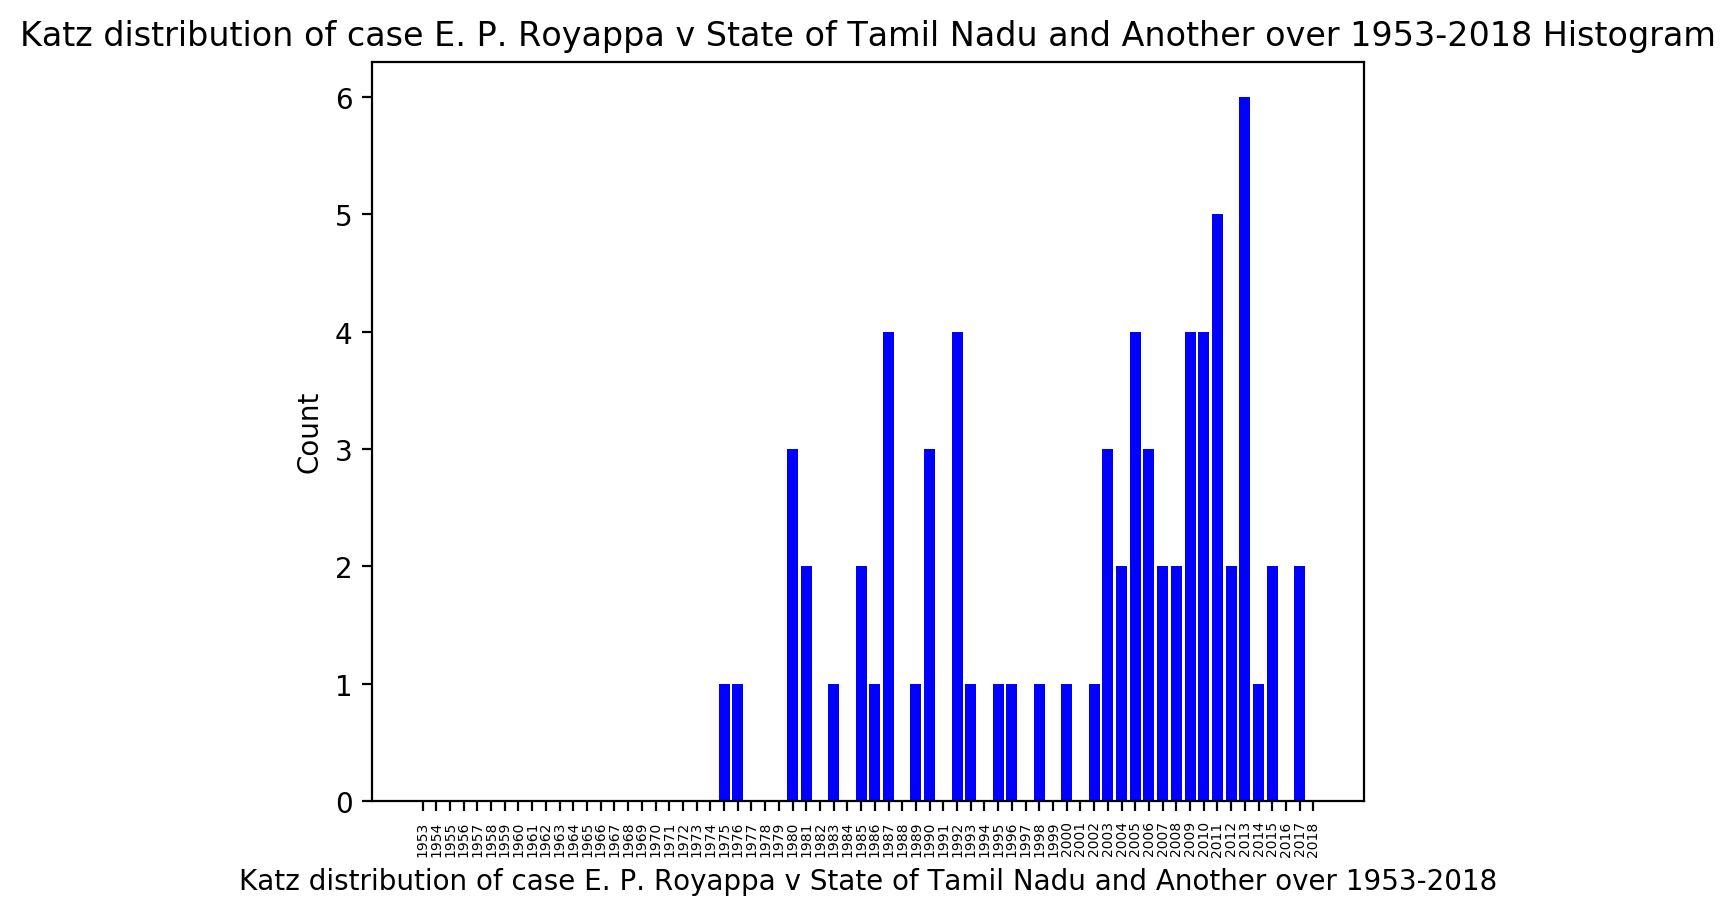 Katz distribution of case E. P. Royappa v State of Tamil Nadu and Another over 1953-2018 Histogram
6
5
4
3
2
1
0
Count
1953 1954 1955 1956 1957 1958 1959 1960 1961 1962 1963 1964 1965 1966 1967 1968 1969 1970 1971 1972 1973 1974 1975 1976 1977 1978 1979 1980 1981 1982 1983 1984 1985 1986 1987 1988 1989 1990 1991 1992 1993 1994 1995 1996 1997 1998 1999 2000 2001 2002 2003 2004 2005 2006 2007 2008 2009 2010 2011 2012 2013 2014 2015 2016 2017 2018
Katz distribution of case E. P. Royappa v State of Tamil Nadu and Another over 1953-2018